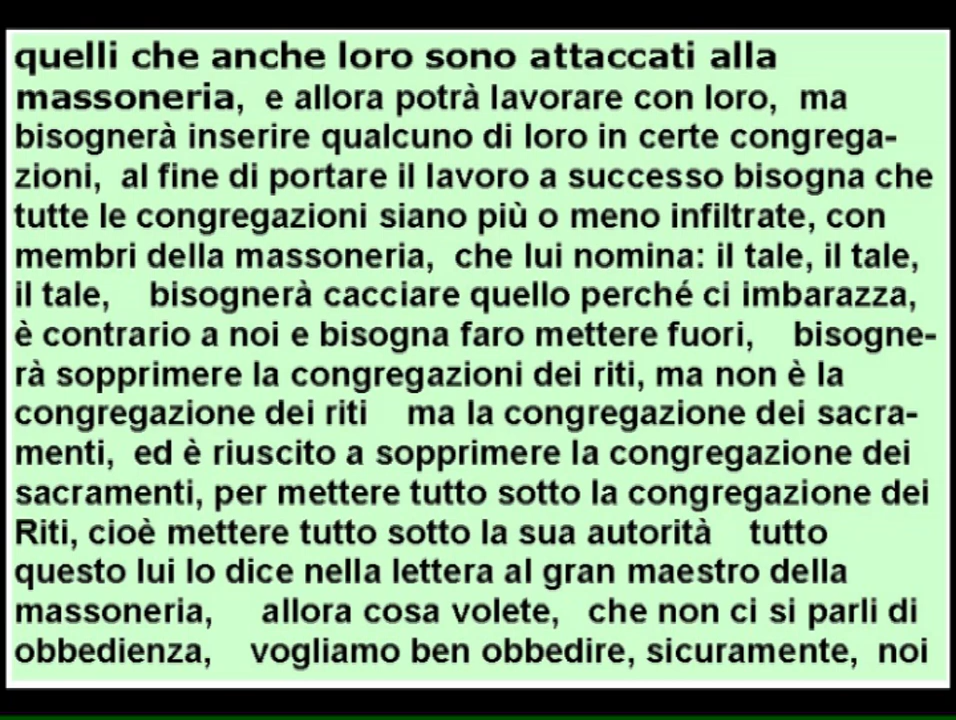 quelli che anche loro sono attaccati alla
massoneria,  e allora potrà lavorare con loro,  ma
bisognerà inserire qualcuno di loro in certe congrega-
zioni,  al fine di portare il lavoro a successo bisogna che
tutte le congregazioni siano più o meno infiltrate, con
membri della massoneria,  che lui nomina: il tale, il tale,
il tale,    bisognerà cacciare quello perché ci imbarazza,
è contrario a noi e bisogna faro mettere fuori,    bisogne-
rà sopprimere la congregazioni dei riti, ma non è la
congregazione dei riti    ma la congregazione dei sacra-
menti,  ed è riuscito a sopprimere la congregazione dei
sacramenti, per mettere tutto sotto la congregazione dei
Riti, cioè mettere tutto sotto la sua autorità    tutto
questo lui lo dice nella lettera al gran maestro della
massoneria,     allora cosa volete,   che non ci si parli di
obbedienza,    vogliamo ben obbedire, sicuramente,  noi